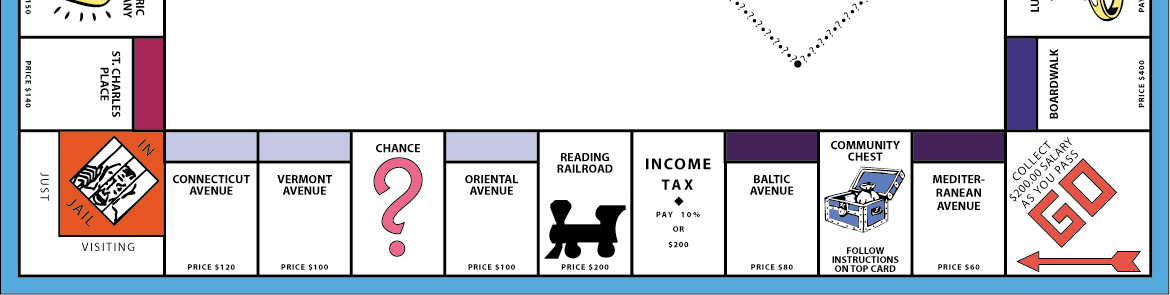 RIC
ANY
ST. CHARLES
PLACE
PRICE $140
LU
PA
BOARDWALK
PRICE $400
IN
JAIL
JUST
VISITING
CONNECTICUT
AVENUE
PRICE $120
VERMONT
AVENUE
PRICE $100
CHANCE
?
ORIENTAL
AVENUE
PRICE $100
READING
RAILROAD
PRICE $200
INCOME
TAX
PAY 10%
OR
$200
BALTIC
AVENUE
PRICE $80
COMMUNITY
CHEST
FOLLOW
INSTRUCTIONS
ON TOP CARD
MEDITER-
RANEAN
AVENUE
PRICE $60
COLLECT
$200.00 SALARY
AS YOU PASS
GO